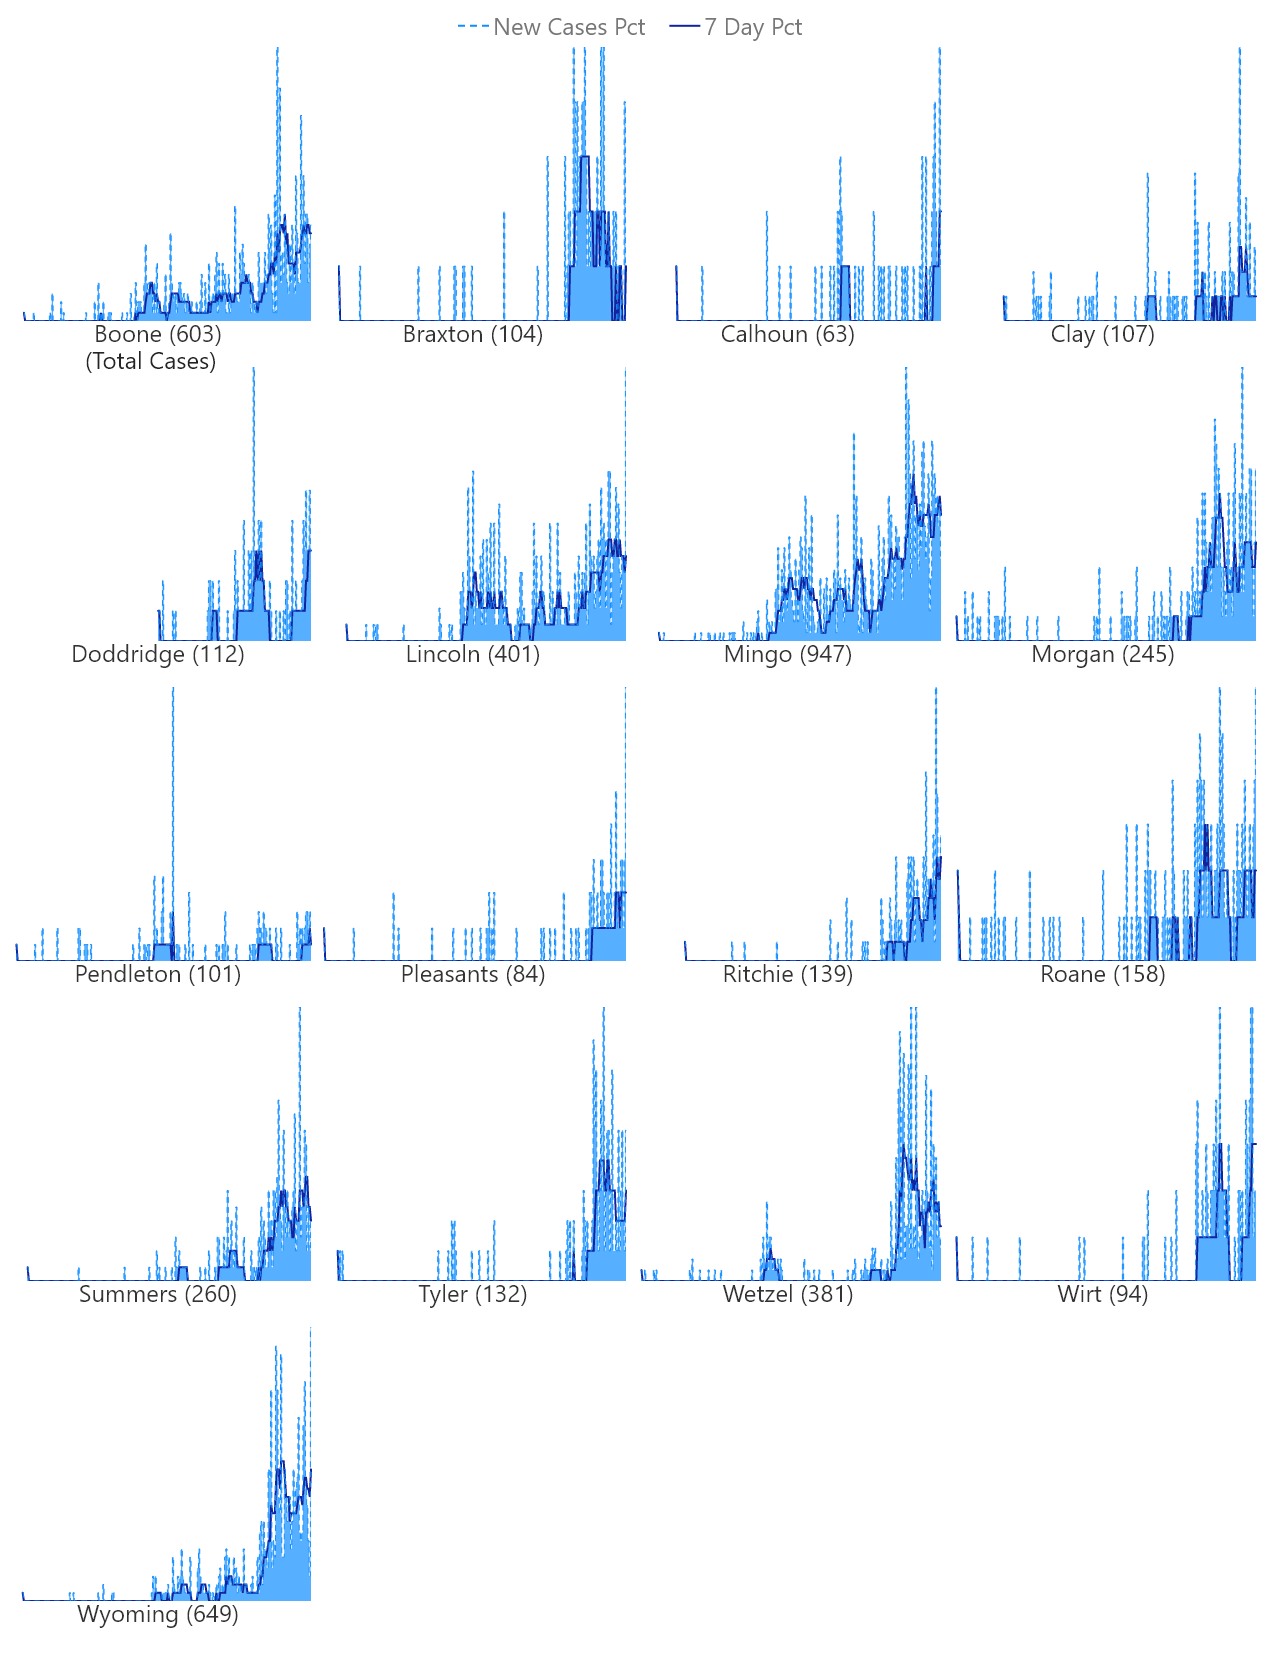 New Cases Pct 7 Day Pct
Boone (603) Braxton (104) Calhoun (63) Clay (107)
(Total Cases)
Doddridge (112) Lincoln (401) Mingo (947) Morgan (245)
Pendleton (101) Pleasants (84) Ritchie (139) Roane (158)
Summers (260) Tyler (132) Wetzel (381) Wirt (94)
Wyoming (649)